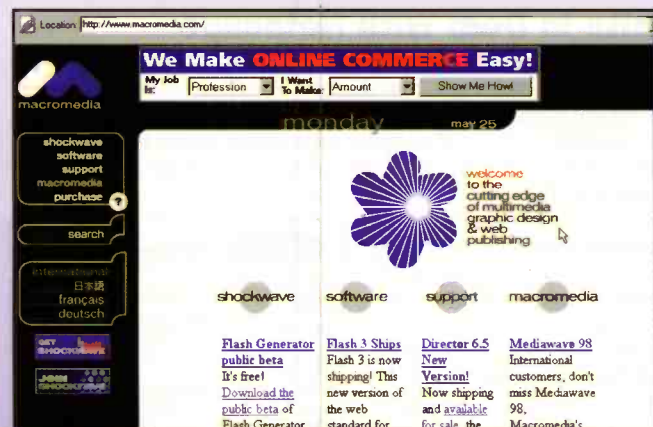 Location: http://www.macromedia.com/
We Make ONLINE COMMERCE Easy!
My Job Is: Profession I Want To Make: Amount Show Me How!
macromedia
monday may 25
shockwave
software
support
macromedia
purchase ?
search
international
日本語
français
deutsch
GET SHOCKWAVE
JOIN SHOCKRAVE
welcome
to the
cutting edge
of multimedia
graphic design
& web
publishing
shockwave software support macromedia
Flash Generator
public beta
It's free!
Download the
public beta of
Flash Generator
Flash 3 Ships
Flash 3 is now
shipping! This
new version of
the web
standard for
Director 6.5
New
Version!
Now shipping
and available
for sale, the
Mediawave 98
International
customers, don't
miss Mediawave
98,
Macromedia's